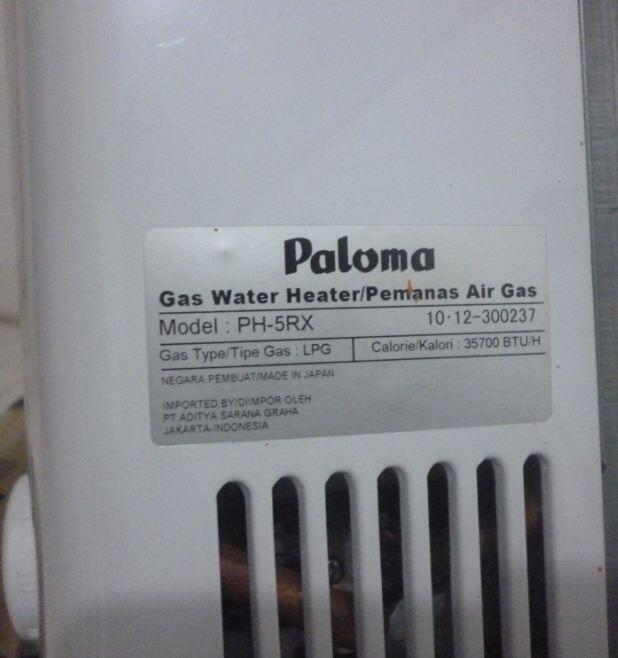 Paloma
Gas Water Heater/Pemanas Air Gas
Model : PH-5RX 10·12-300237
Gas Type/Tipe Gas : LPG Calorie/Kalori : 35700 BTU/H
NEGARA PEMBUAT/MADE IN JAPAN
IMPORTED BY/DIIMPOR OLEH
PT.ADITYA SARANA GRAHA
JAKARTA-INDONESIA